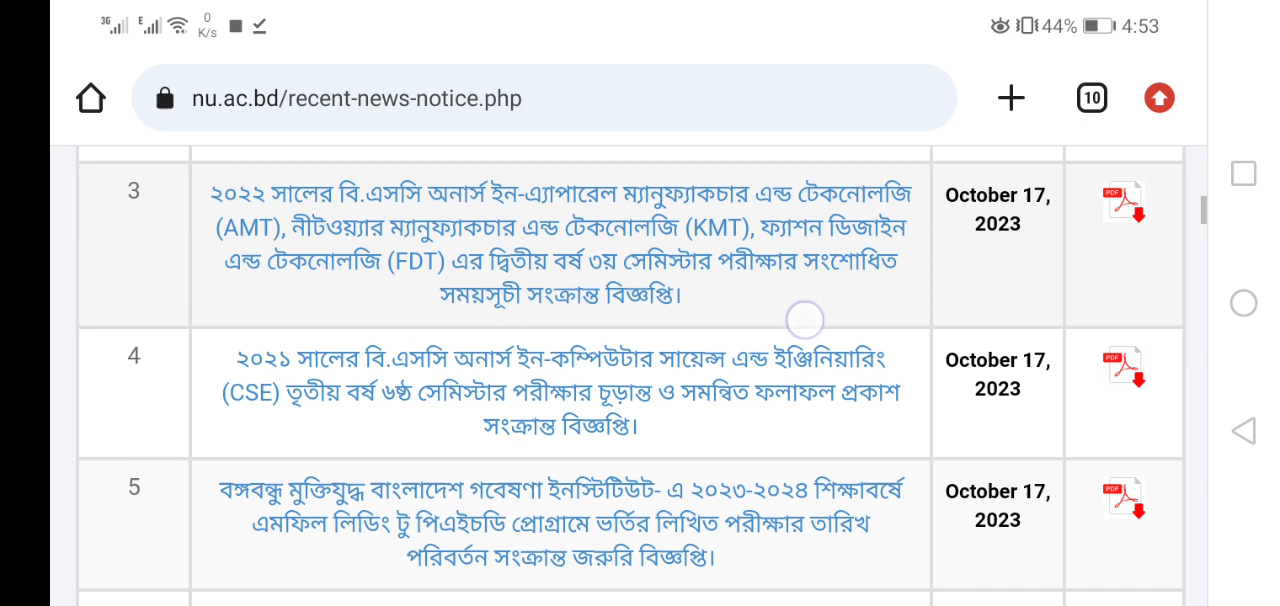 3G E 0 K/s 44% 4:53
nu.ac.bd/recent-news-notice.php 10
3 ২০২২ সালের বি.এসসি অনার্স ইন-এ্যাপারেল ম্যানুফ্যাকচার এন্ড টেকনোলজি October 17,
(AMT), নীটওয়্যার ম্যানুফ্যাকচার এন্ড টেকনোলজি (KMT), ফ্যাশন ডিজাইন 2023
এন্ড টেকনোলজি (FDT) এর দ্বিতীয় বর্ষ ৩য় সেমিস্টার পরীক্ষার সংশোধিত
সময়সূচী সংক্রান্ত বিজ্ঞপ্তি।
PDF
4 ২০২১ সালের বি.এসসি অনার্স ইন-কম্পিউটার সায়েন্স এন্ড ইঞ্জিনিয়ারিং October 17,
(CSE) তৃতীয় বর্ষ ৬ষ্ঠ সেমিস্টার পরীক্ষার চূড়ান্ত ও সমন্বিত ফলাফল প্রকাশ 2023
সংক্রান্ত বিজ্ঞপ্তি।
PDF
5 বঙ্গবন্ধু মুক্তিযুদ্ধ বাংলাদেশ গবেষণা ইনস্টিটিউট- এ ২০২৩-২০২৪ শিক্ষাবর্ষে October 17,
এমফিল লিডিং টু পিএইচডি প্রোগ্রামে ভর্তির লিখিত পরীক্ষার তারিখ 2023
পরিবর্তন সংক্রান্ত জরুরি বিজ্ঞপ্তি।
PDF